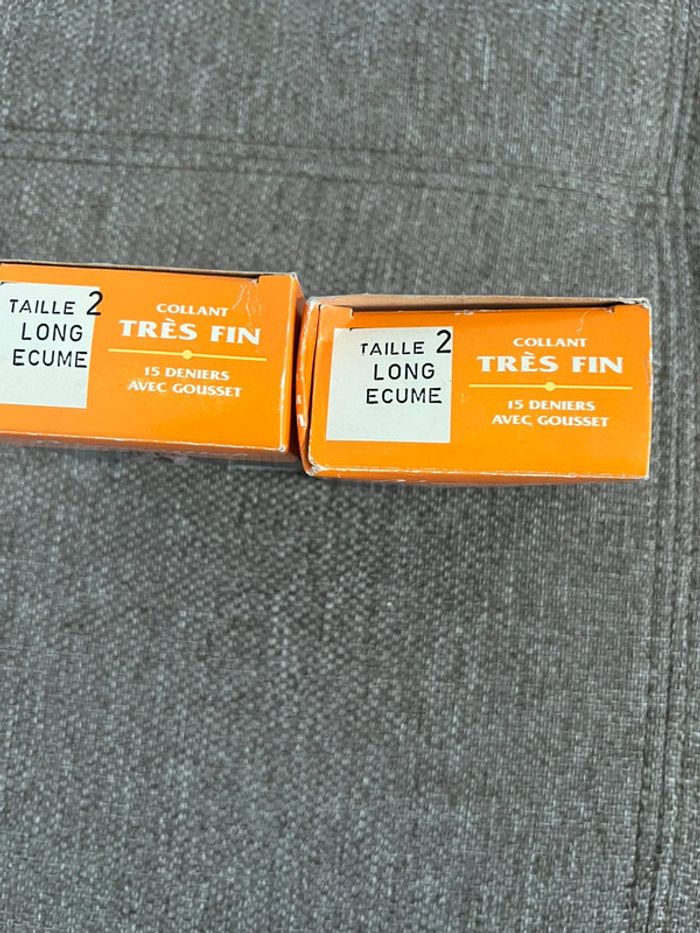 TAILLE 2
LONG
ECUME
COLLANT
TRÈS FIN
15 DENIERS
AVEC GOUSSET
TAILLE 2
LONG
ECUME
COLLANT
TRÈS FIN
15 DENIERS
AVEC GOUSSET